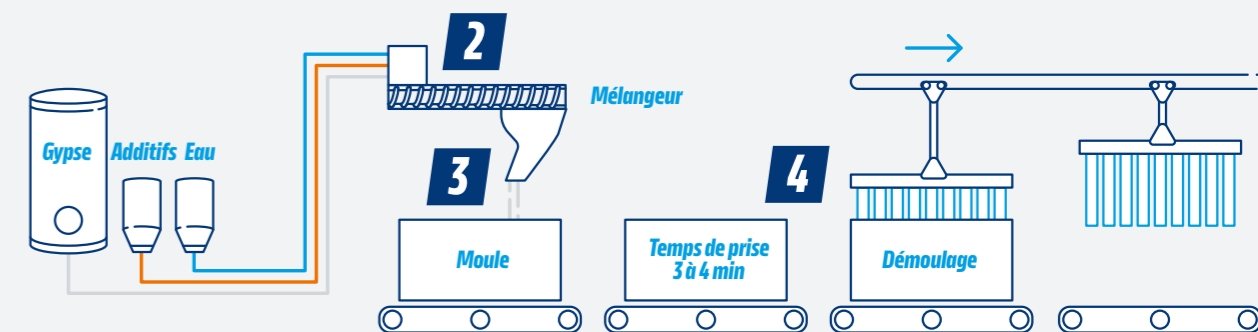 2
Mélangeur
Gypse
Additifs
Eau
3
4
Moule
Temps de prise
3 à 4 min
Démoulage